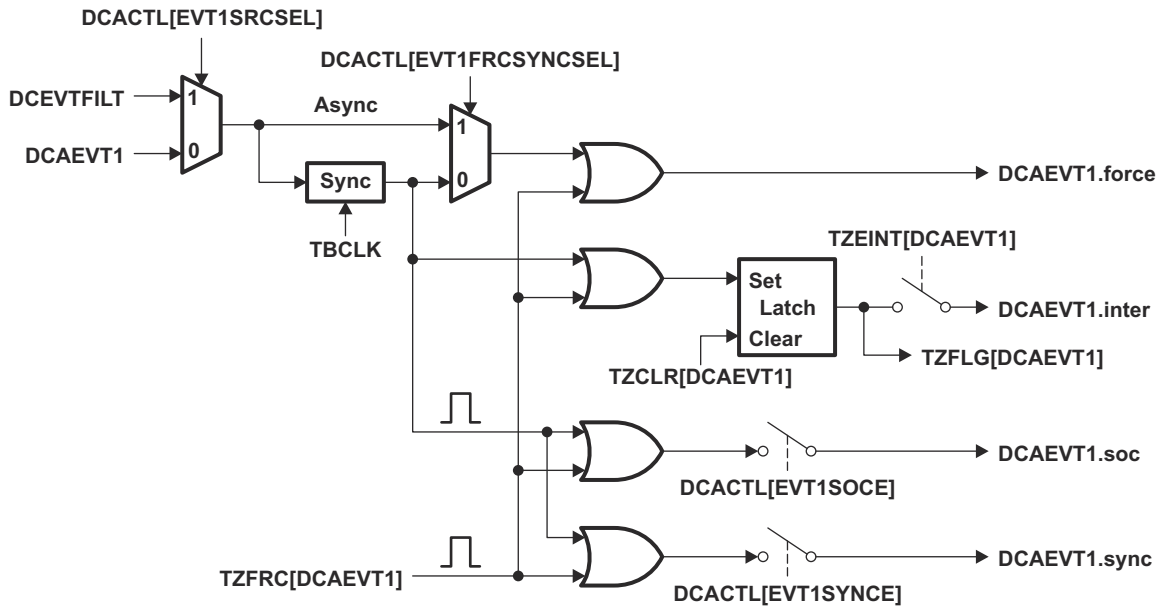 DCACTL[EVT1SRCSEL]
DCACTL[EVT1FRCSYNCSEL]
DCEVTFILT
1
Async
1
DCAEVT1
0
Sync
0
DCAEVT1.force
TBCLK
TZEINT[DCAEVT1]
Set
Latch
DCAEVT1.inter
Clear
TZCLR[DCAEVT1]
TZFLG[DCAEVT1]
DCAEVT1.soc
DCACTL[EVT1SOCE]
DCAEVT1.sync
TZFRC[DCAEVT1]
DCACTL[EVT1SYNCE]